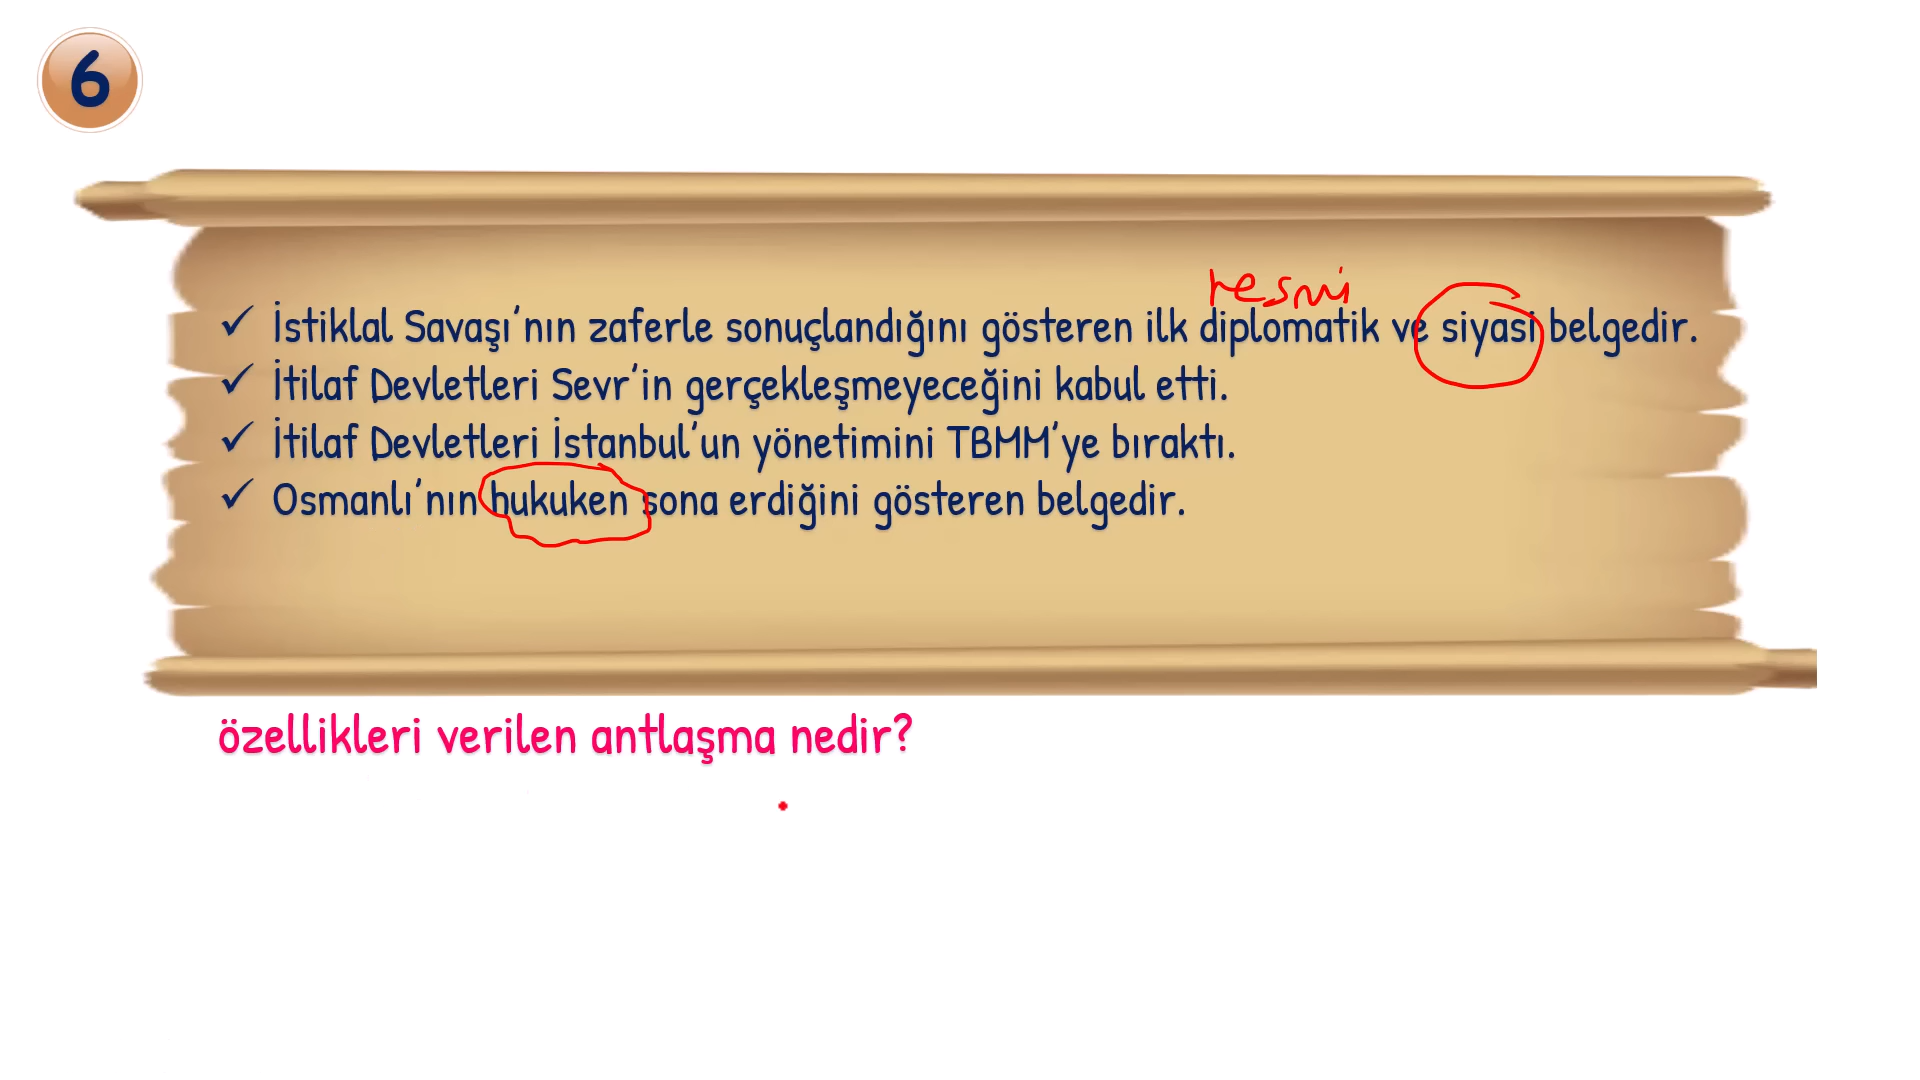 6
resmi
✓ İstiklal Savaşı'nın zaferle sonuçlandığını gösteren ilk diplomatik ve siyasi belgedir.
✓ İtilaf Devletleri Sevr'in gerçekleşmeyeceğini kabul etti.
✓ İtilaf Devletleri İstanbul'un yönetimini TBMM'ye bıraktı.
✓ Osmanlı'nın hukuken sona erdiğini gösteren belgedir.
özellikleri verilen antlaşma nedir?